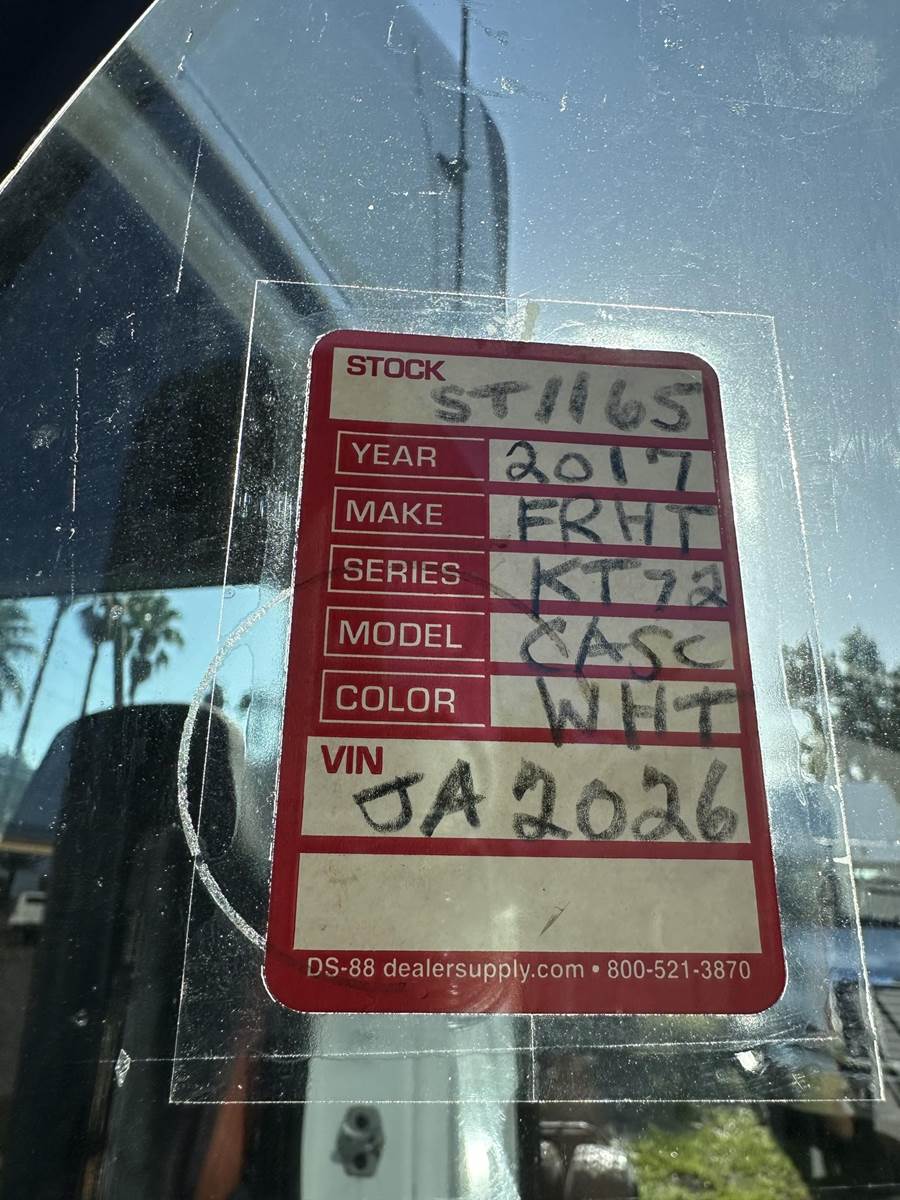 STOCK ST1165
YEAR 2017
MAKE FRHT
SERIES KT72
MODEL CASC
COLOR WHT
VIN
JA2026
DS-88 dealersupply.com • 800-521-3870